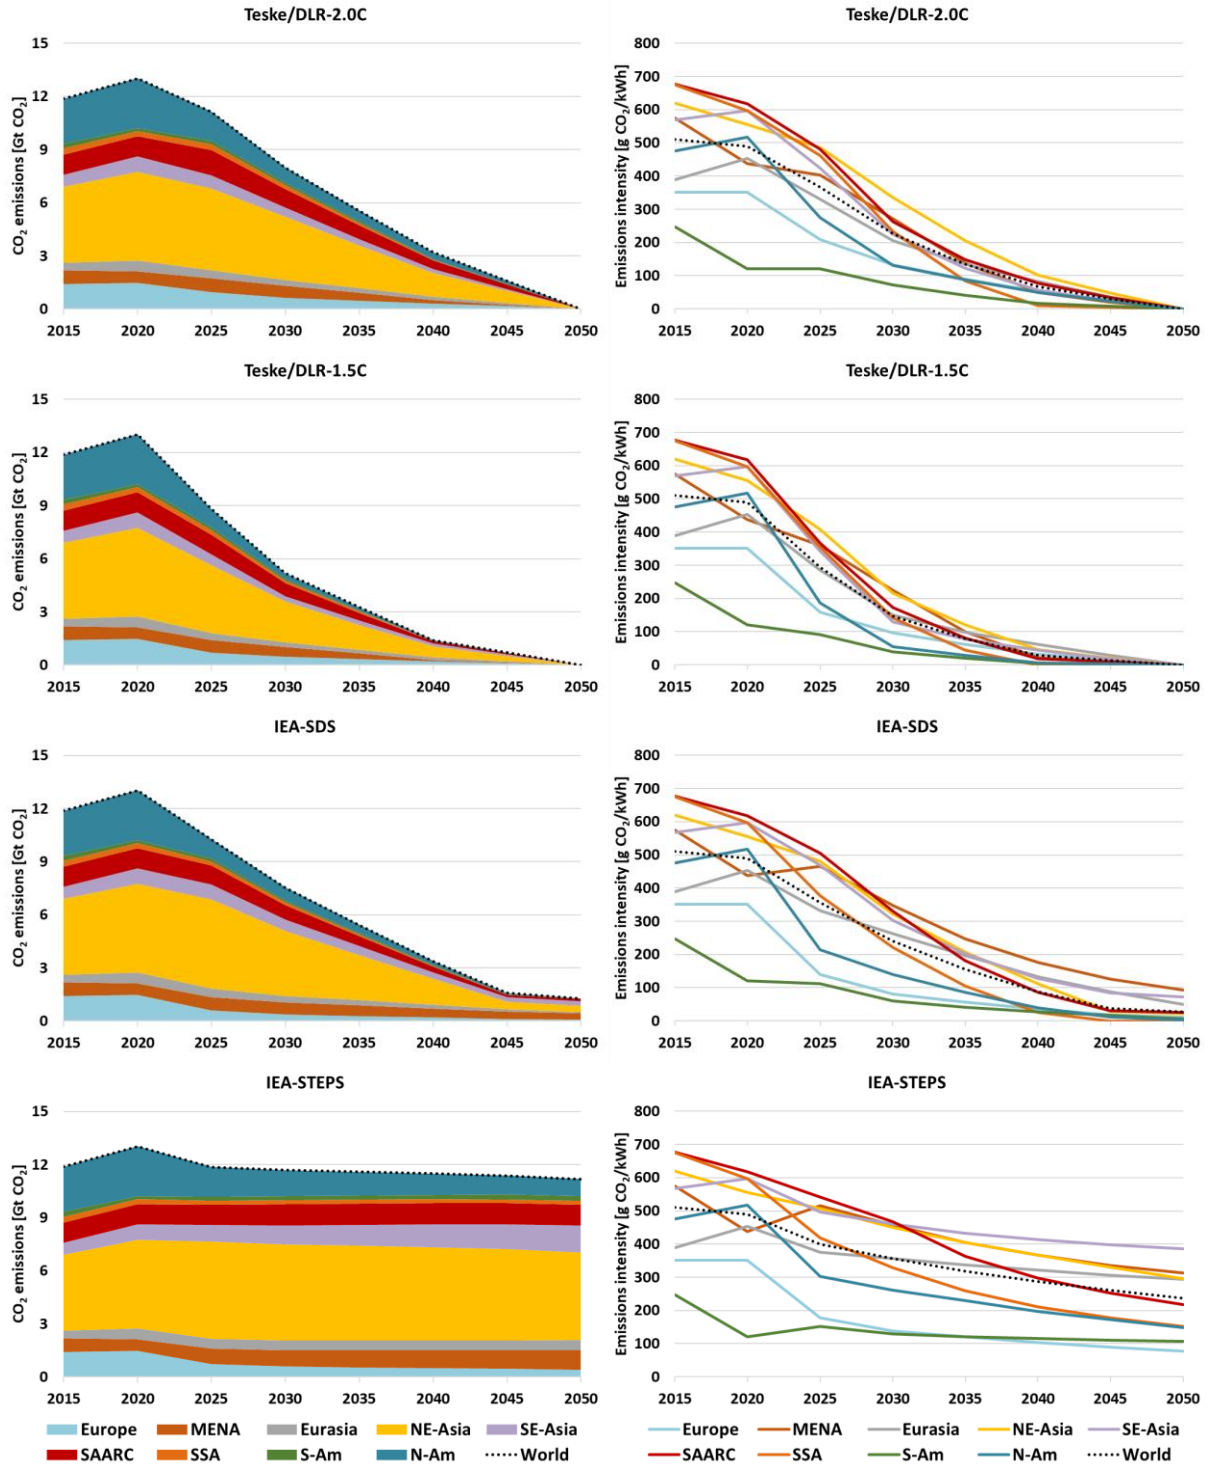 Teske/DLR-2.0C
CO₂ emissions [Gt CO₂]
15
12
9
6
3
0
2015 2020 2025 2030 2035 2040 2045 2050
Teske/DLR-2.0C
Emissions intensity [g CO₂/kWh]
800
700
600
500
400
300
200
100
0
2015 2020 2025 2030 2035 2040 2045 2050
Teske/DLR-1.5C
CO₂ emissions [Gt CO₂]
15
12
9
6
3
0
2015 2020 2025 2030 2035 2040 2045 2050
Teske/DLR-1.5C
Emissions intensity [g CO₂/kWh]
800
700
600
500
400
300
200
100
0
2015 2020 2025 2030 2035 2040 2045 2050
IEA-SDS
CO₂ emissions [Gt CO₂]
15
12
9
6
3
0
2015 2020 2025 2030 2035 2040 2045 2050
IEA-SDS
Emissions intensity [g CO₂/kWh]
800
700
600
500
400
300
200
100
0
2015 2020 2025 2030 2035 2040 2045 2050
IEA-STEPS
CO₂ emissions [Gt CO₂]
15
12
9
6
3
0
2015 2020 2025 2030 2035 2040 2045 2050
Europe MENA Eurasia NE-Asia SE-Asia
SAARC SSA S-Am N-Am World
IEA-STEPS
Emissions intensity [g CO₂/kWh]
800
700
600
500
400
300
200
100
0
2015 2020 2025 2030 2035 2040 2045 2050
Europe MENA Eurasia NE-Asia SE-Asia
SAARC SSA S-Am N-Am World